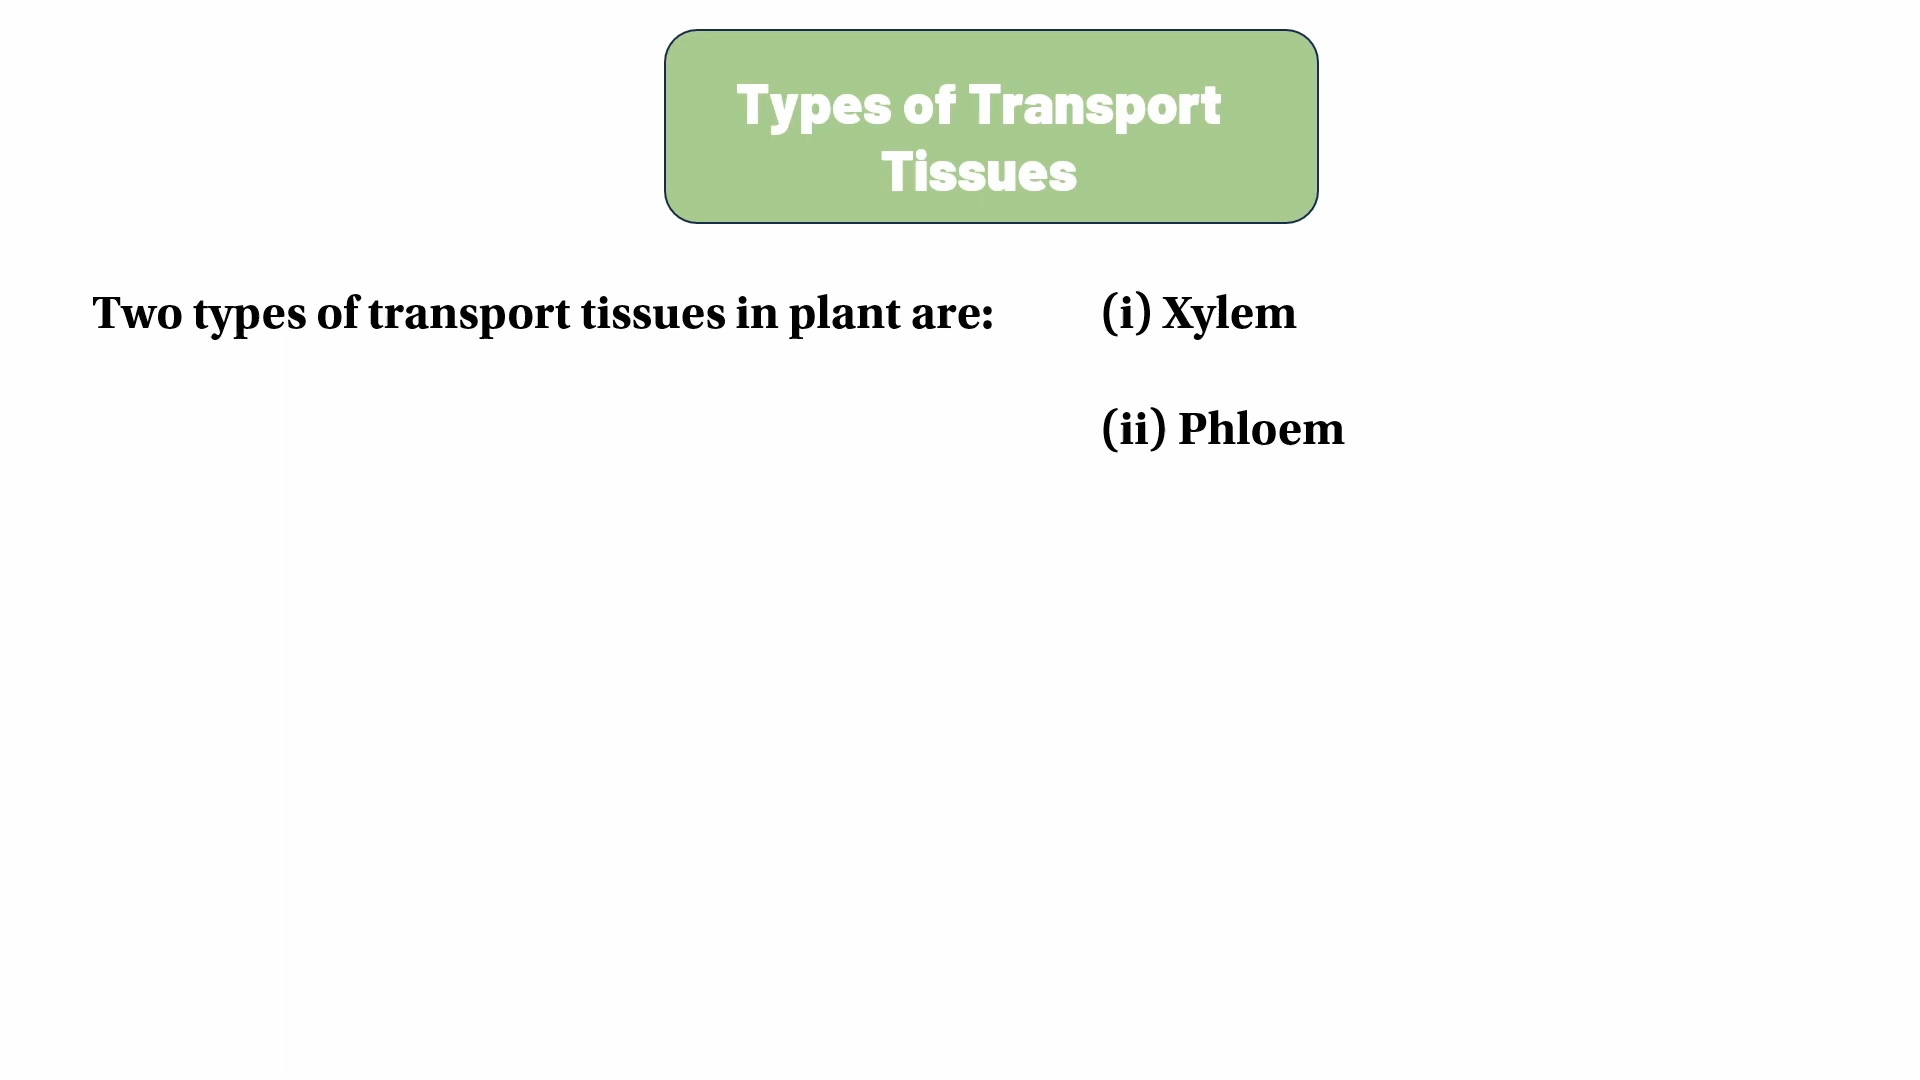 Types of Transport
Tissues
Two types of transport tissues in plant are: (i) Xylem
(ii) Phloem